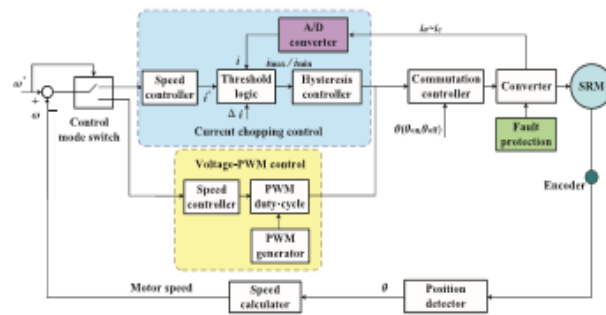 A/D
converter
i
imax / imin
ia~ic
ω*
+
ω
−
Control
mode switch
Speed
controller
i*
Threshold
logic
Δ i
Hysteresis
controller
Current chopping control
Commutation
controller
θ(θon,θoff)
Converter
SRM
Fault
protection
Voltage-PWM control
Speed
controller
PWM
duty-cycle
PWM
generator
Encoder
Motor speed
Speed
calculator
θ
Position
detector